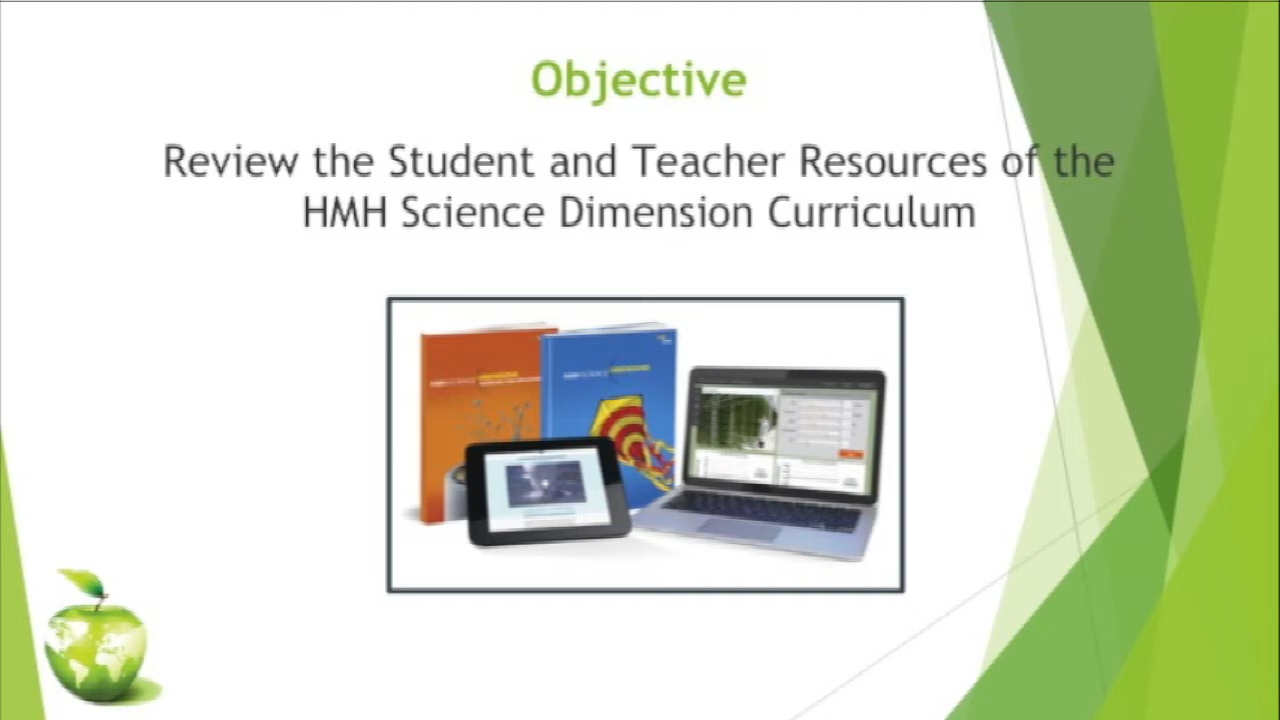 Objective
Review the Student and Teacher Resources of the
HMH Science Dimension Curriculum